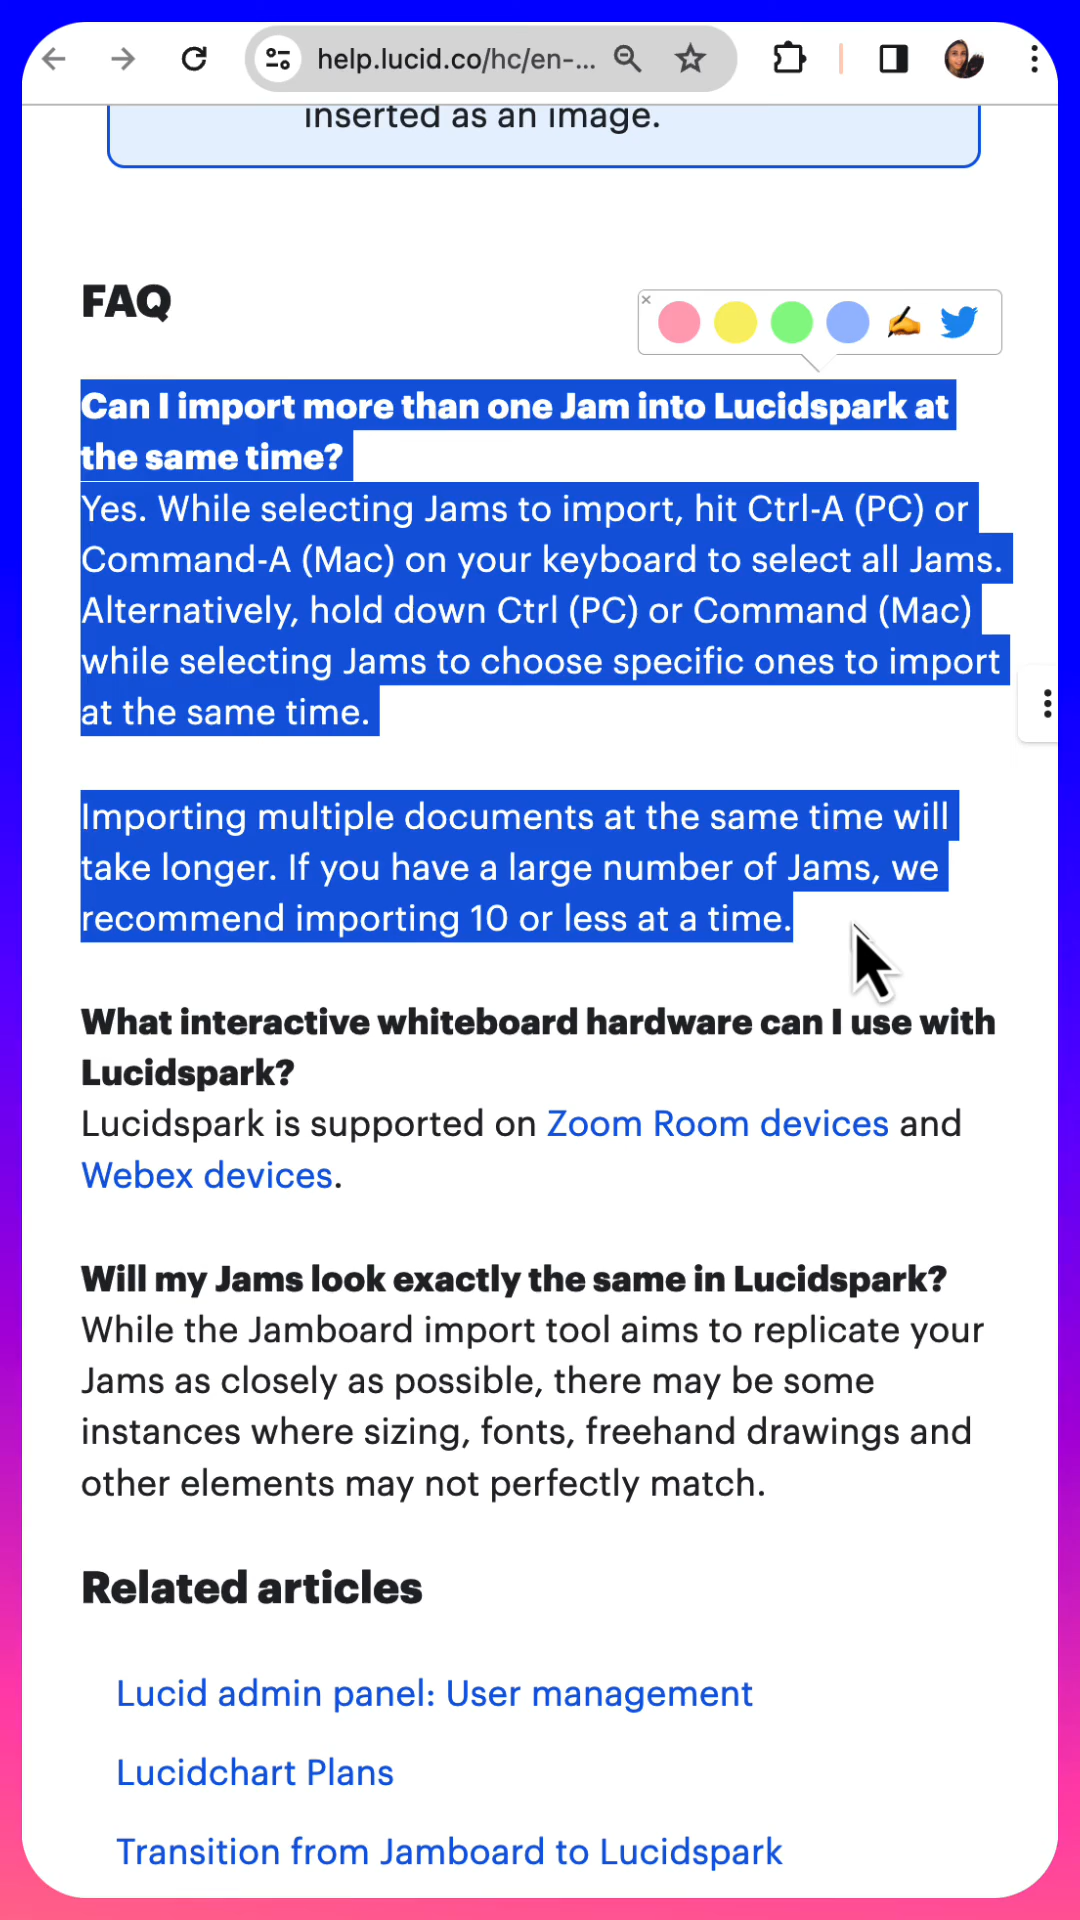 help.lucid.co/hc/en-...
inserted as an image.
FAQ
Can I import more than one Jam into Lucidspark at
the same time?
Yes. While selecting Jams to import, hit Ctrl-A (PC) or
Command-A (Mac) on your keyboard to select all Jams.
Alternatively, hold down Ctrl (PC) or Command (Mac)
while selecting Jams to choose specific ones to import
at the same time.
Importing multiple documents at the same time will
take longer. If you have a large number of Jams, we
recommend importing 10 or less at a time.
What interactive whiteboard hardware can I use with
Lucidspark?
Lucidspark is supported on Zoom Room devices and
Webex devices.
Will my Jams look exactly the same in Lucidspark?
While the Jamboard import tool aims to replicate your
Jams as closely as possible, there may be some
instances where sizing, fonts, freehand drawings and
other elements may not perfectly match.
Related articles
Lucid admin panel: User management
Lucidchart Plans
Transition from Jamboard to Lucidspark